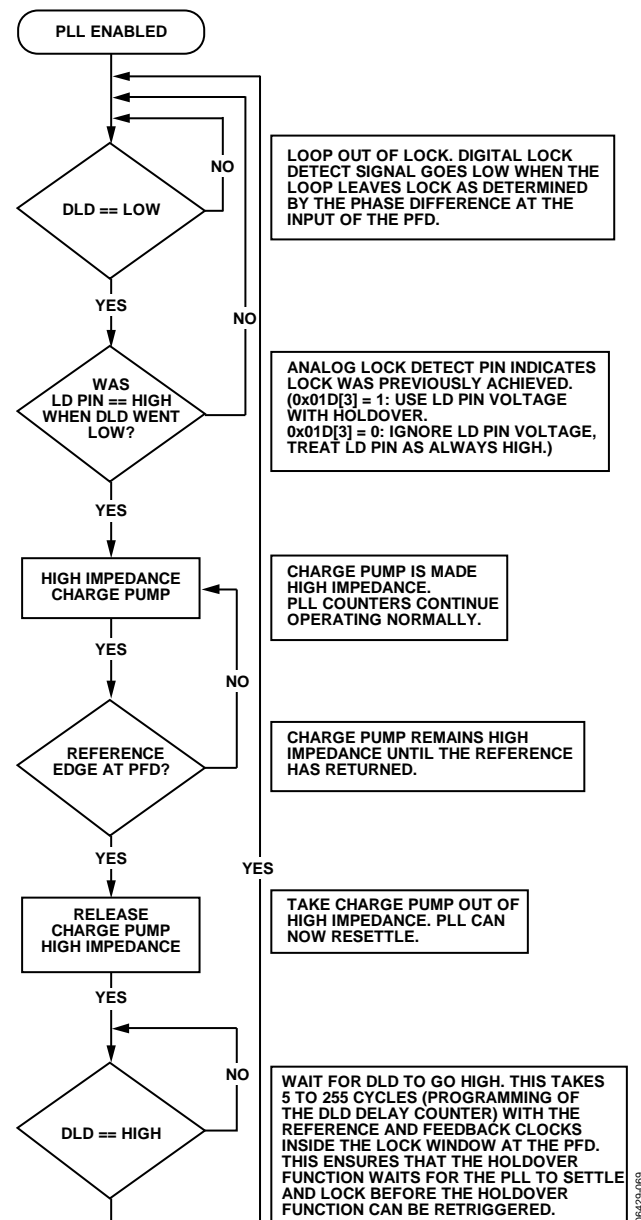 PLL ENABLED
NO
DLD == LOW
LOOP OUT OF LOCK. DIGITAL LOCK
DETECT SIGNAL GOES LOW WHEN THE
LOOP LEAVES LOCK AS DETERMINED
BY THE PHASE DIFFERENCE AT THE
INPUT OF THE PFD.
YES
NO
WAS
LD PIN == HIGH
WHEN DLD WENT
LOW?
ANALOG LOCK DETECT PIN INDICATES
LOCK WAS PREVIOUSLY ACHIEVED.
(0x01D[3] = 1: USE LD PIN VOLTAGE
WITH HOLDOVER.
0x01D[3] = 0: IGNORE LD PIN VOLTAGE,
TREAT LD PIN AS ALWAYS HIGH.)
YES
HIGH IMPEDANCE
CHARGE PUMP
CHARGE PUMP IS MADE
HIGH IMPEDANCE.
PLL COUNTERS CONTINUE
OPERATING NORMALLY.
YES
NO
REFERENCE
EDGE AT PFD?
CHARGE PUMP REMAINS HIGH
IMPEDANCE UNTIL THE REFERENCE
HAS RETURNED.
YES
YES
RELEASE
CHARGE PUMP
HIGH IMPEDANCE
TAKE CHARGE PUMP OUT OF
HIGH IMPEDANCE. PLL CAN
NOW RESETTLE.
YES
NO
DLD == HIGH
WAIT FOR DLD TO GO HIGH. THIS TAKES
5 TO 255 CYCLES (PROGRAMMING OF
THE DLD DELAY COUNTER) WITH THE
REFERENCE AND FEEDBACK CLOCKS
INSIDE THE LOCK WINDOW AT THE PFD.
THIS ENSURES THAT THE HOLDOVER
FUNCTION WAITS FOR THE PLL TO SETTLE
AND LOCK BEFORE THE HOLDOVER
FUNCTION CAN BE RETRIGGERED.
06429-069